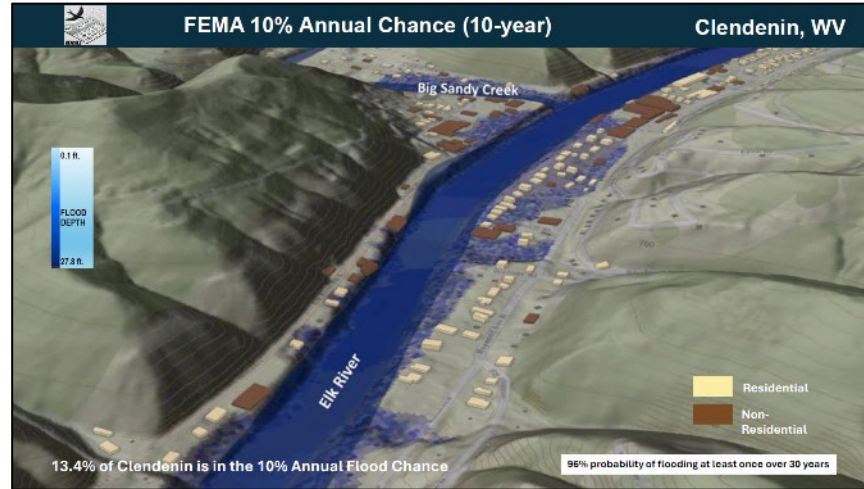 FEMA 10% Annual Chance (10-year)
Clendenin, WV
Big Sandy Creek
0.1 ft.
FLOOD
DEPTH
27.8 ft.
700
Elk River
Residential
Non-
Residential
13.4% of Clendenin is in the 10% Annual Flood Chance
96% probability of flooding at least once over 30 years